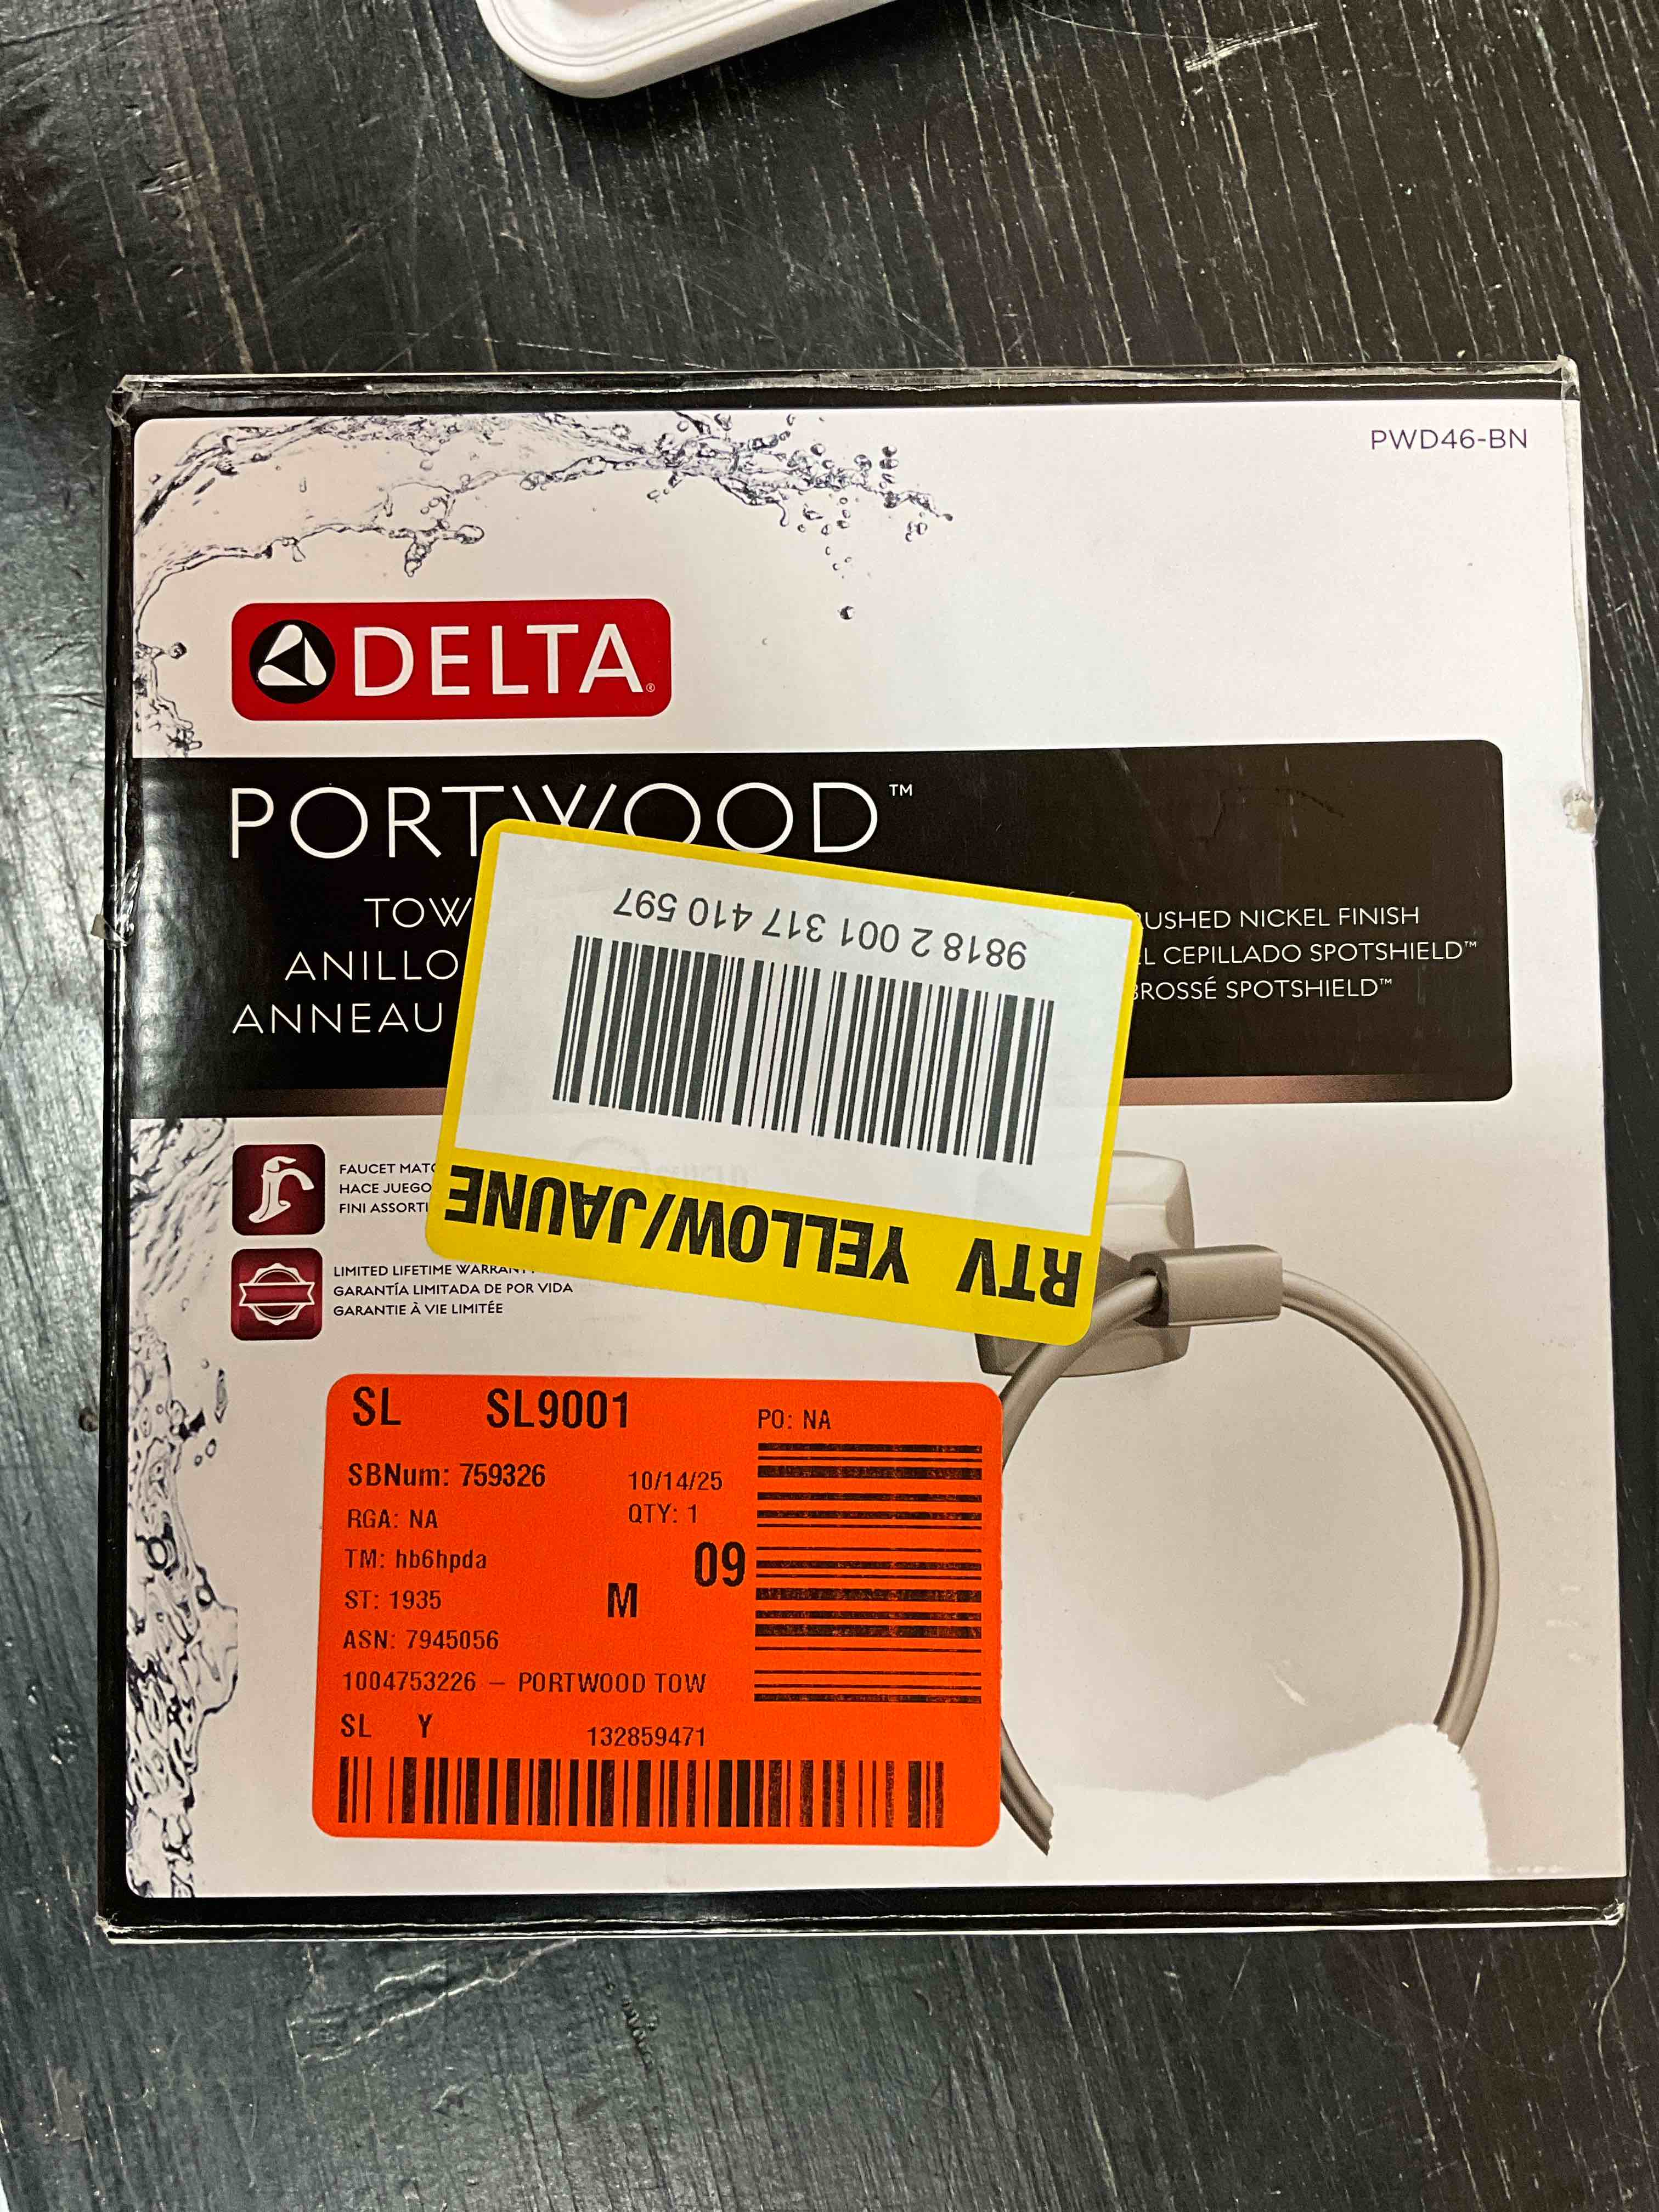 PWD46-BN
DELTA®
PORTWOOD™
TOW
ANILLO
ANNEAU
RUSHED NICKEL FINISH
EL CEPILLADO SPOTSHIELD™
BROSSÉ SPOTSHIELD™
9818 2 001 317 410 597
RTV YELLOW/JAUNE
FAUCET MATC
HACE JUEGO
FINI ASSORTI
LIMITED LIFETIME WARRANT
GARANTÍA LIMITADA DE POR VIDA
GARANTIE À VIE LIMITÉE
SL SL9001
PO: NA
SBNum: 759326 10/14/25
RGA: NA QTY: 1
TM: hb6hpda 09
ST: 1935 M
ASN: 7945056
1004753226 – PORTWOOD TOW
SL Y 132859471